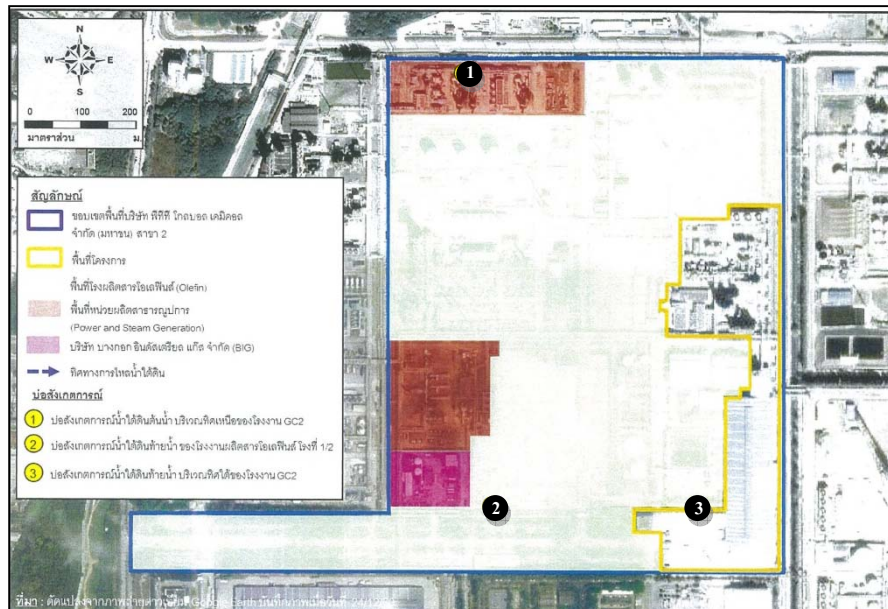 N
W E
S
0 100 200
มาตราส่วน ม.
สัญลักษณ์
ขอบเขตพื้นที่บริษัท พีทีที โกลบอล เคมิคอล
จำกัด (มหาชน) สาขา 2
พื้นที่โครงการ
พื้นที่โรงผลิตสารโอเลฟินส์ (Olefin)
พื้นที่หน่วยผลิตสาธารณูปการ
(Power and Steam Generation)
บริษัท บางกอก อินดัสเตรียล แก๊ส จำกัด (BIG)
ทิศทางการไหลน้ำใต้ดิน
บ่อสังเกตการณ์
1 บ่อสังเกตการณ์น้ำใต้ดินต้นน้ำ บริเวณทิศเหนือของโรงงาน GC2
2 บ่อสังเกตการณ์น้ำใต้ดินท้ายน้ำ ของโรงงานผลิตสารโอเลฟินส์ โรงที่ 1/2
3 บ่อสังเกตการณ์น้ำใต้ดินท้ายน้ำ บริเวณทิศใต้ของโรงงาน GC2
1
2
3
ที่มา : ดัดแปลงจากภาพถ่ายดาวเทียม Google Earth บันทึกภาพเมื่อวันที่